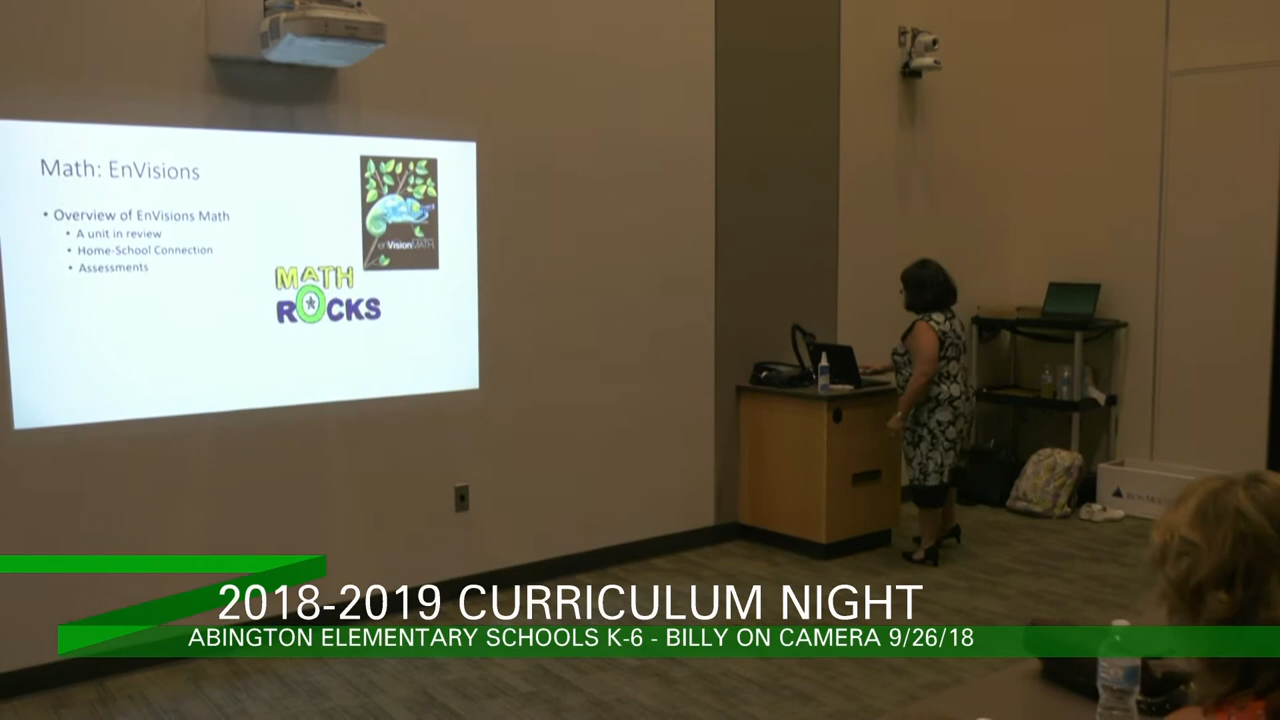 Math: EnVisions
• Overview of EnVisions Math
• A unit in review
• Home-School Connection
• Assessments
enVisionMATH
MATH
ROCKS
2018-2019 CURRICULUM NIGHT
ABINGTON ELEMENTARY SCHOOLS K-6 - BILLY ON CAMERA 9/26/18